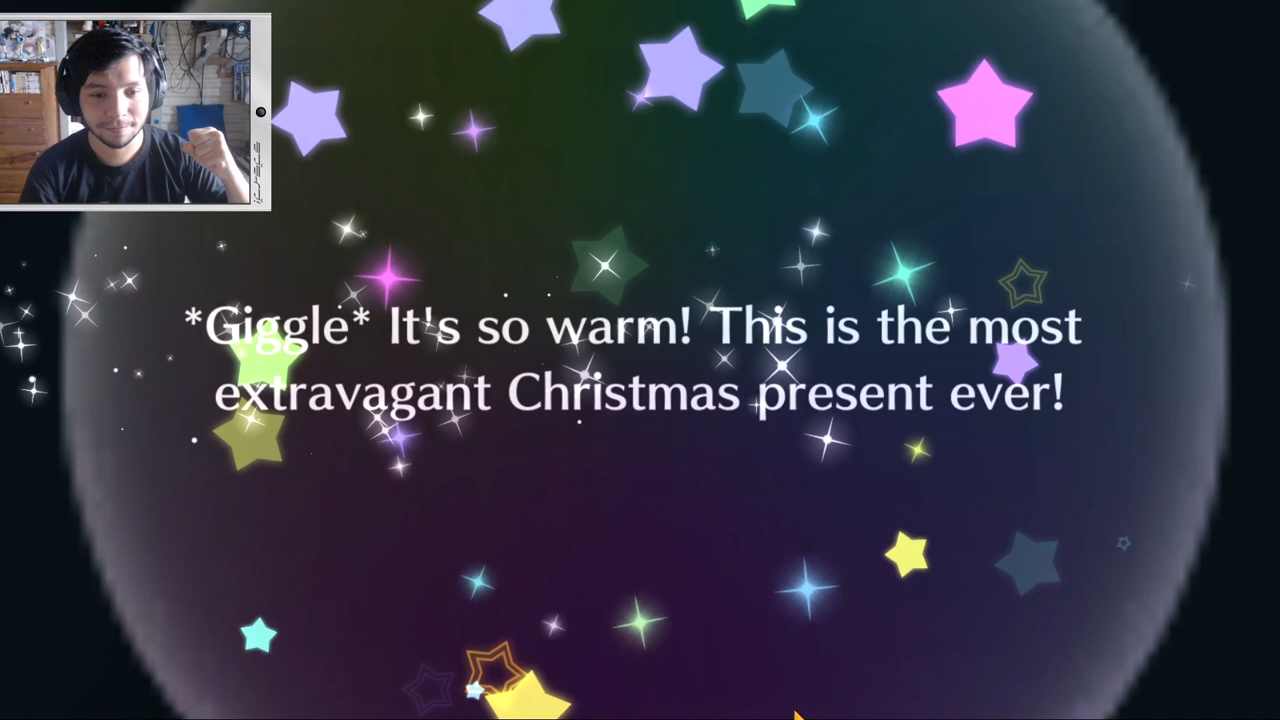 *Giggle* It's so warm! This is the most
extravagant Christmas present ever!